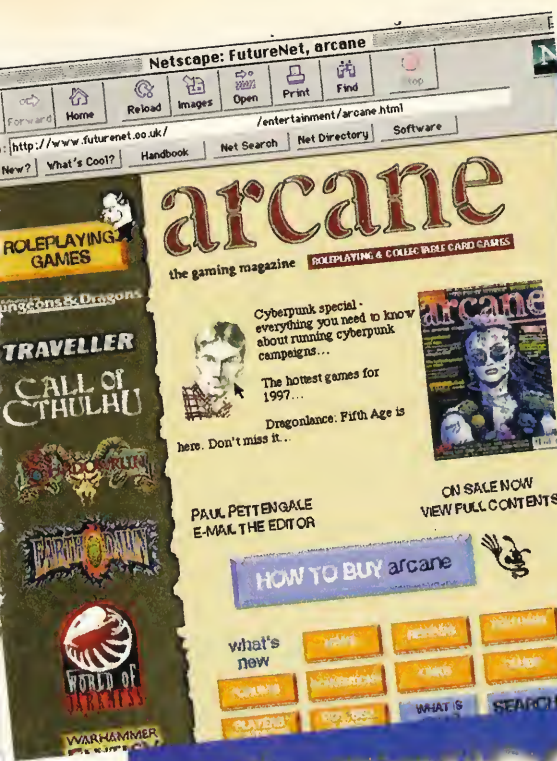 Netscape: FutureNet, arcane
Forward
Home
Reload
Images
Open
Print
Find
Stop
http://www.futurenet.co.uk/ /entertainment/arcane.html
New?
What's Cool?
Handbook
Net Search
Net Directory
Software
ROLEPLAYING
GAMES
Dungeons & Dragons
TRAVELLER
CALL of
CTHULHU
SHADOWRUN
EARTHDAWN
WORLD OF
DARKNESS
WARHAMMER
arcane
the gaming magazine
ROLEPLAYING & COLLECTABLE CARD GAMES
Cyberpunk special -
everything you need to know
about running cyberpunk
campaigns...
The hottest games for
1997...
Dragonlance: Fifth Age is
here. Don't miss it...
arcane
PAUL PETTENGALE
E-MAIL THE EDITOR
ON SALE NOW
VIEW FULL CONTENTS
HOW TO BUY arcane
what's
new
WHAT IS
SEARCH